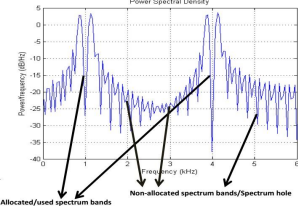 Power Spectral Density
5
0
-5
-10
-15
-20
-25
-30
-35
-40
Power/frequency (dB/Hz)
0 1 2 3 4 5 6
Frequency (kHz)
Non-allocated spectrum bands/Spectrum hole
Allocated/used spectrum bands